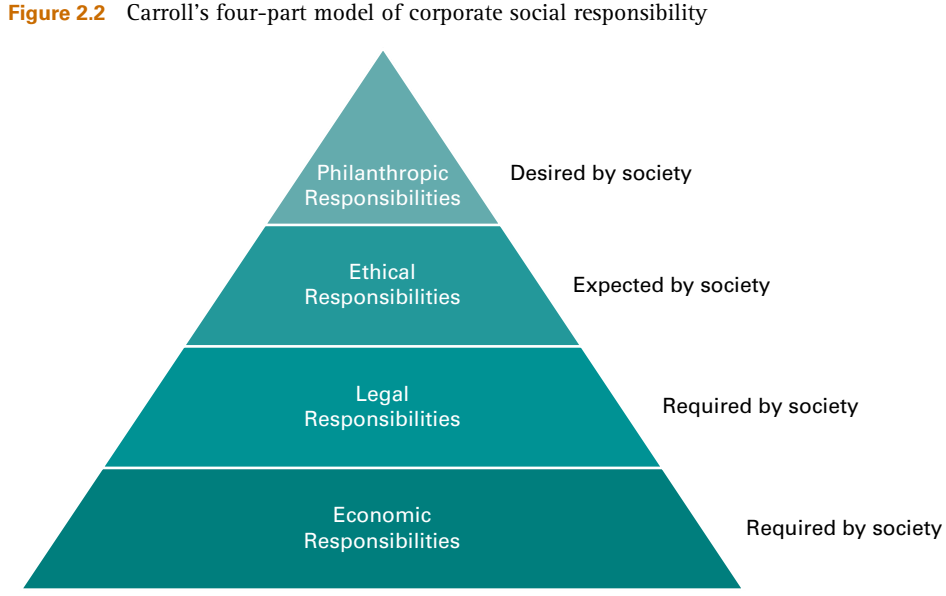 Figure 2.2 Carroll's four-part model of corporate social responsibility
Philanthropic
Responsibilities
Desired by society
Ethical
Responsibilities
Expected by society
Legal
Responsibilities
Required by society
Economic
Responsibilities
Required by society